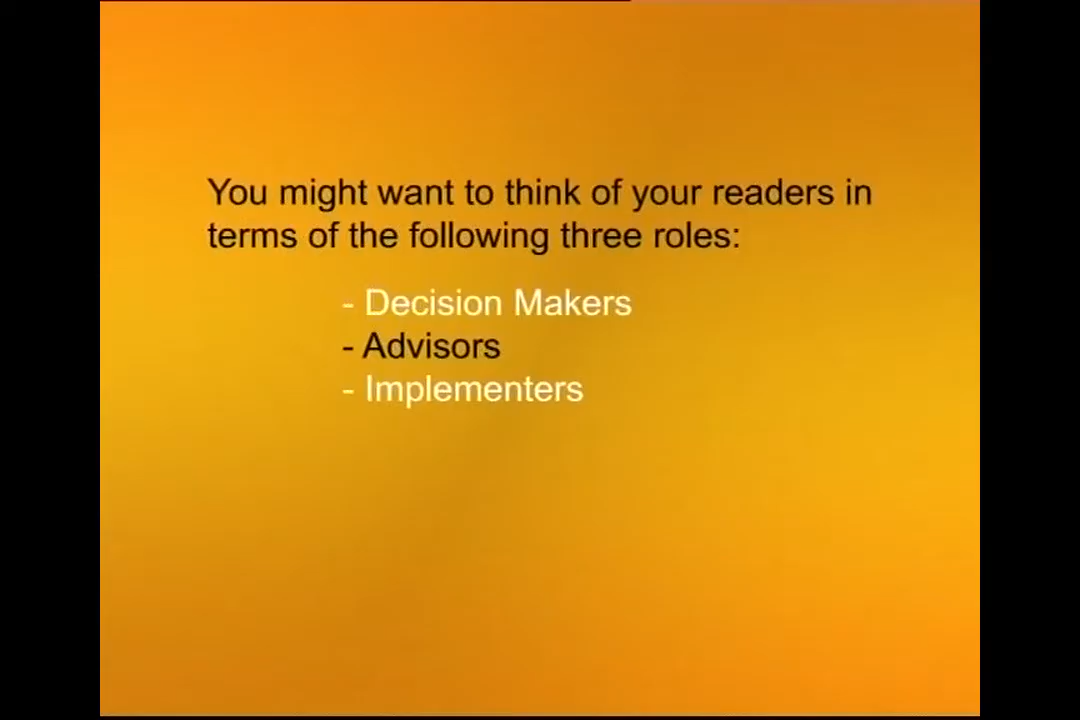 You might want to think of your readers in
terms of the following three roles:
- Decision Makers
- Advisors
- Implementers